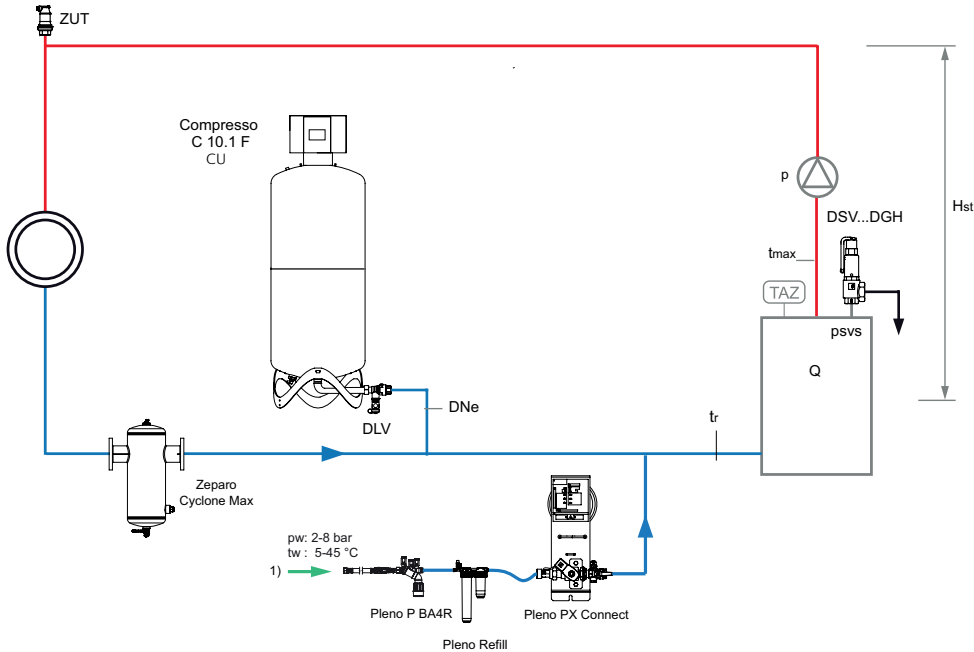 ZUT
Compresso
C 10.1 F
CU
p
DSV...DGH
Hst
tmax
TAZ
psvs
Q
DNe
DLV
tr
Zeparo
Cyclone Max
pw: 2-8 bar
tw : 5-45 °C
1)
Pleno P BA4R
Pleno PX Connect
Pleno Refill